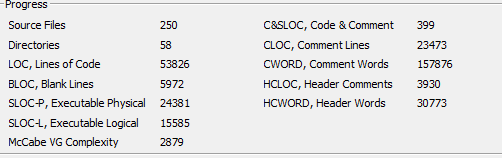 Progress
Source Files 250 C&SLOC, Code & Comment 399
Directories 58 CLOC, Comment Lines 23473
LOC, Lines of Code 53826 CWORD, Comment Words 157876
BLOC, Blank Lines 5972 HCLOC, Header Comments 3930
SLOC-P, Executable Physical 24381 HCWORD, Header Words 30773
SLOC-L, Executable Logical 15585
McCabe VG Complexity 2879